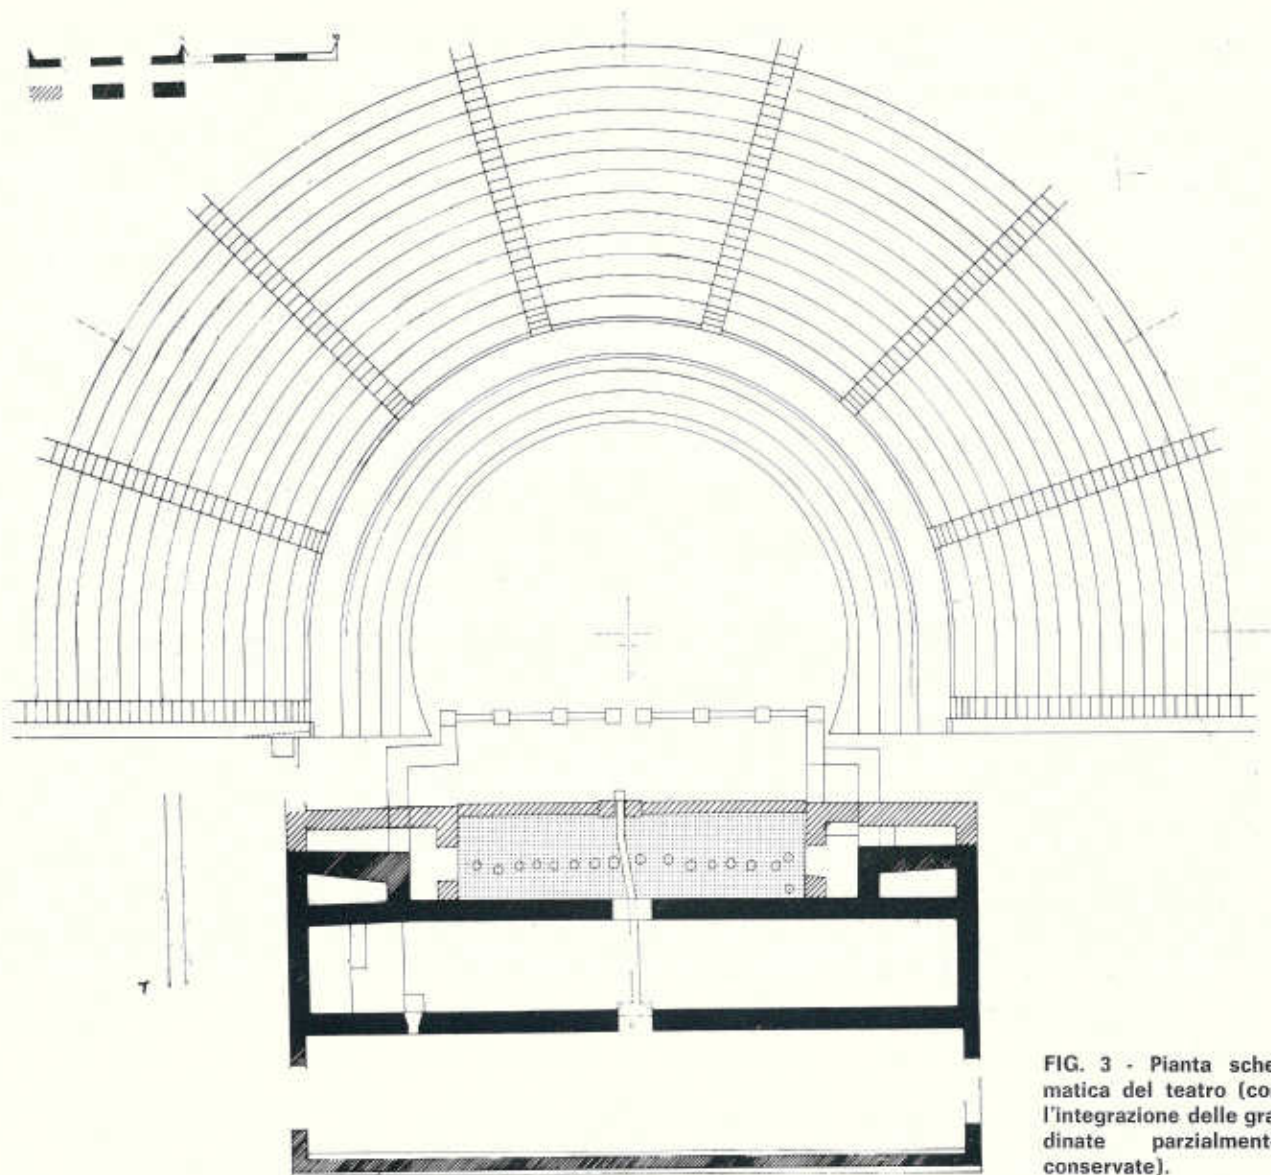 FIG. 3 - Pianta sche
matica del teatro (co
l'integrazione delle gra
dinate parzialment
conservate).